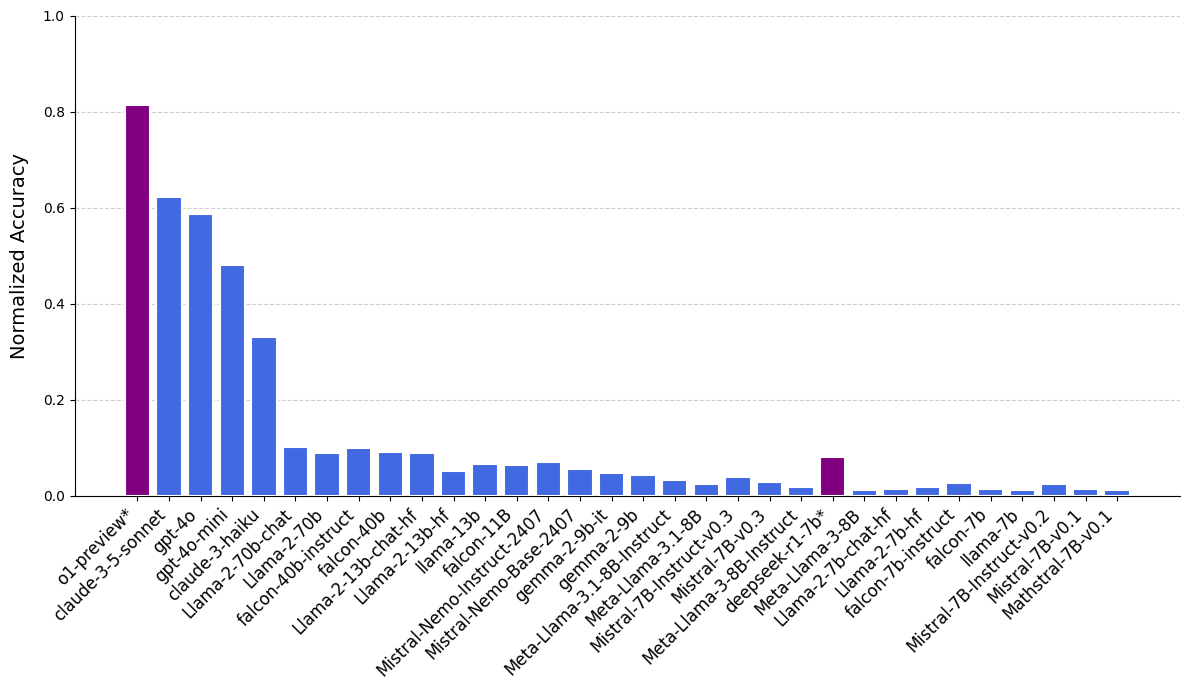 Normalized Accuracy
1.0
0.8
0.6
0.4
0.2
0.0
o1-preview*
claude-3-5-sonnet
gpt-4o
gpt-4o-mini
claude-3-haiku
Llama-2-70b-chat
Llama-2-70b
falcon-40b-instruct
falcon-40b
Llama-2-13b-chat-hf
Llama-2-13b-hf
llama-13b
falcon-11B
Mistral-Nemo-Instruct-2407
Mistral-Nemo-Base-2407
gemma-2-9b-it
gemma-2-9b
Meta-Llama-3.1-8B-Instruct
Meta-Llama-3.1-8B
Mistral-7B-Instruct-v0.3
Mistral-7B-v0.3
Meta-Llama-3-8B-Instruct
deepseek-r1-7b*
Meta-Llama-3-8B
Llama-2-7b-chat-hf
Llama-2-7b-hf
falcon-7b-instruct
falcon-7b
llama-7b
Mistral-7B-Instruct-v0.2
Mistral-7B-v0.1
Mathstral-7B-v0.1